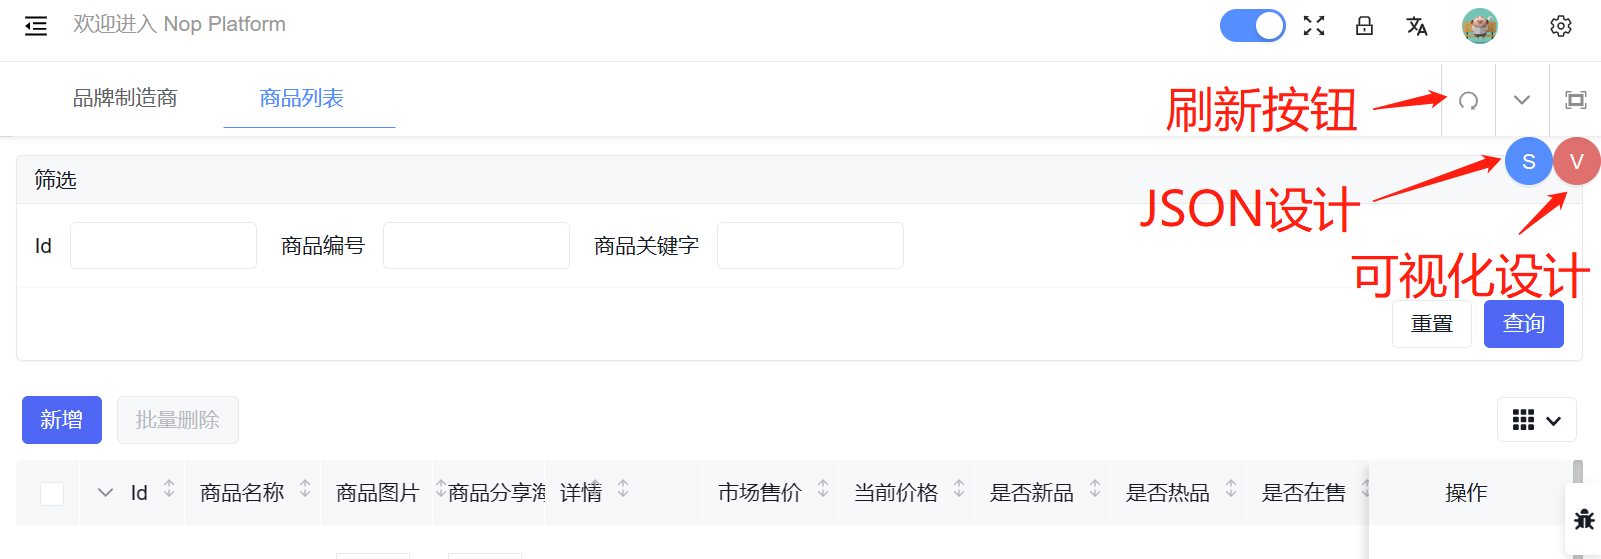 欢迎进入 Nop Platform
品牌制造商
商品列表
刷新按钮
S
V
筛选
JSON设计
Id
商品编号
商品关键字
可视化设计
重置
查询
新增
批量删除
Id
商品名称
商品图片
商品分享海
详情
市场售价
当前价格
是否新品
是否热品
是否在售
操作